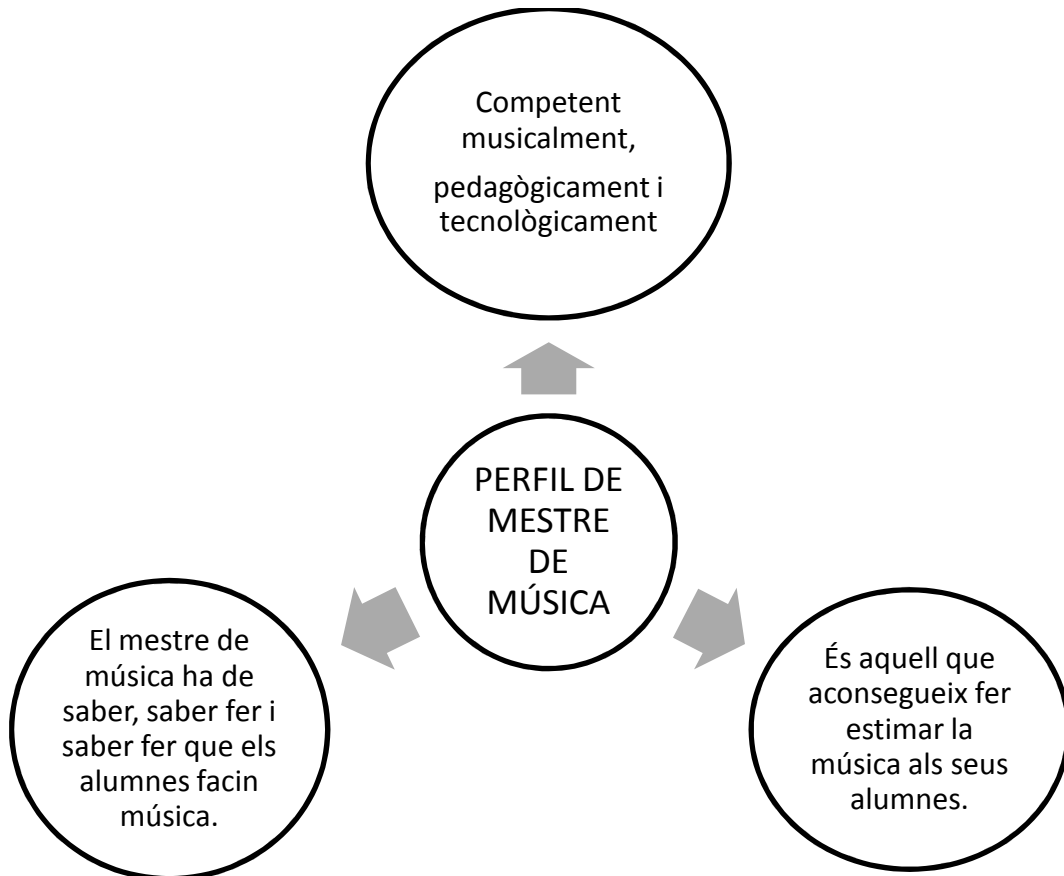 Competent
musicalment,
pedagògicament i
tecnològicament
PERFIL DE
MESTRE
DE
MÚSICA
El mestre de
música ha de
saber, saber fer i
saber fer que els
alumnes facin
música.
És aquell que
aconsegueix fer
estimar la
música als seus
alumnes.